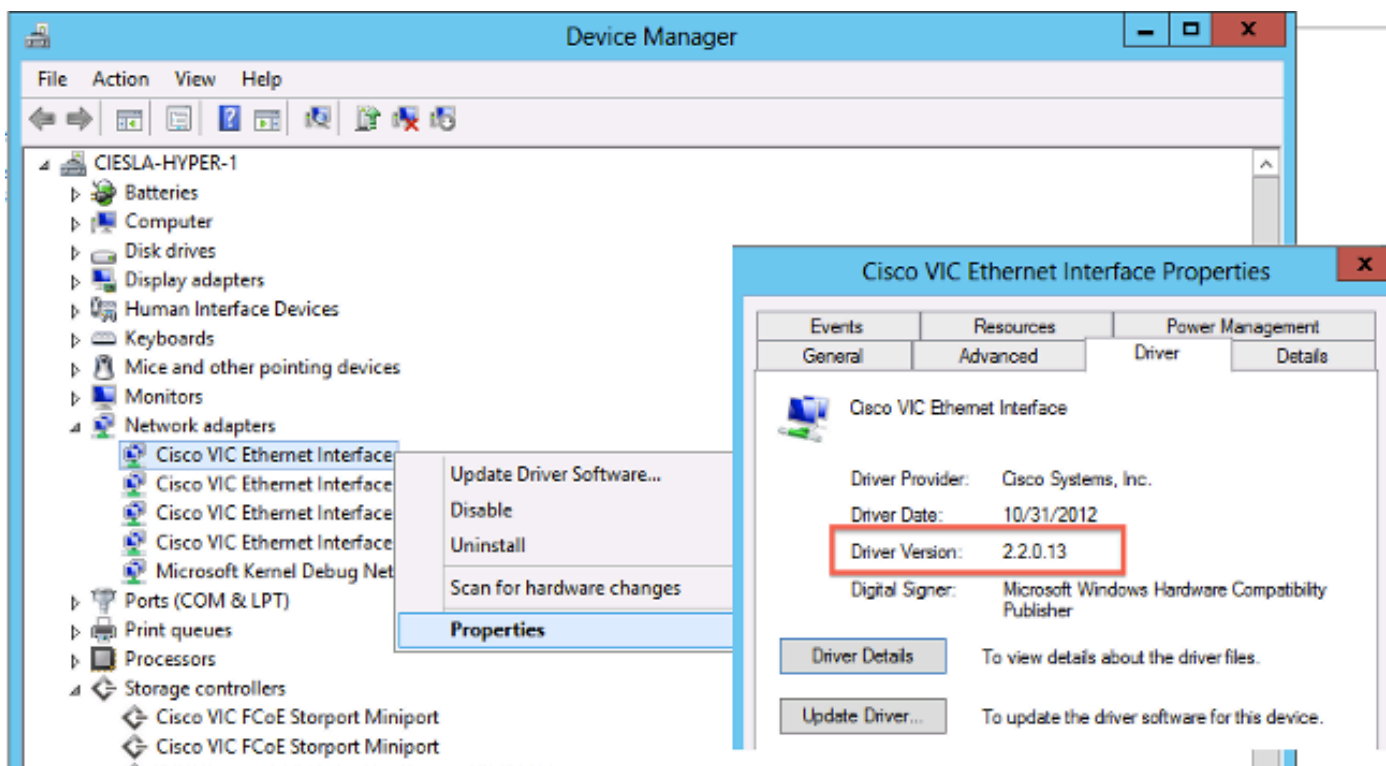 Device Manager
File Action View Help
CIESLA-HYPER-1
Batteries
Computer
Disk drives
Display adapters
Human Interface Devices
Keyboards
Mice and other pointing devices
Monitors
Network adapters
Cisco VIC Ethernet Interface
Cisco VIC Ethernet Interface
Cisco VIC Ethernet Interface
Cisco VIC Ethernet Interface
Microsoft Kernel Debug Net
Ports (COM & LPT)
Print queues
Processors
Storage controllers
Cisco VIC FCoE Storport Miniport
Cisco VIC FCoE Storport Miniport
Update Driver Software...
Disable
Uninstall
Scan for hardware changes
Properties
Cisco VIC Ethernet Interface Properties
Events Resources Power Management
General Advanced Driver Details
Cisco VIC Ethernet Interface
Driver Provider: Cisco Systems, Inc.
Driver Date: 10/31/2012
Driver Version: 2.2.0.13
Digital Signer: Microsoft Windows Hardware Compatibility
Publisher
Driver Details To view details about the driver files.
Update Driver... To update the driver software for this device.